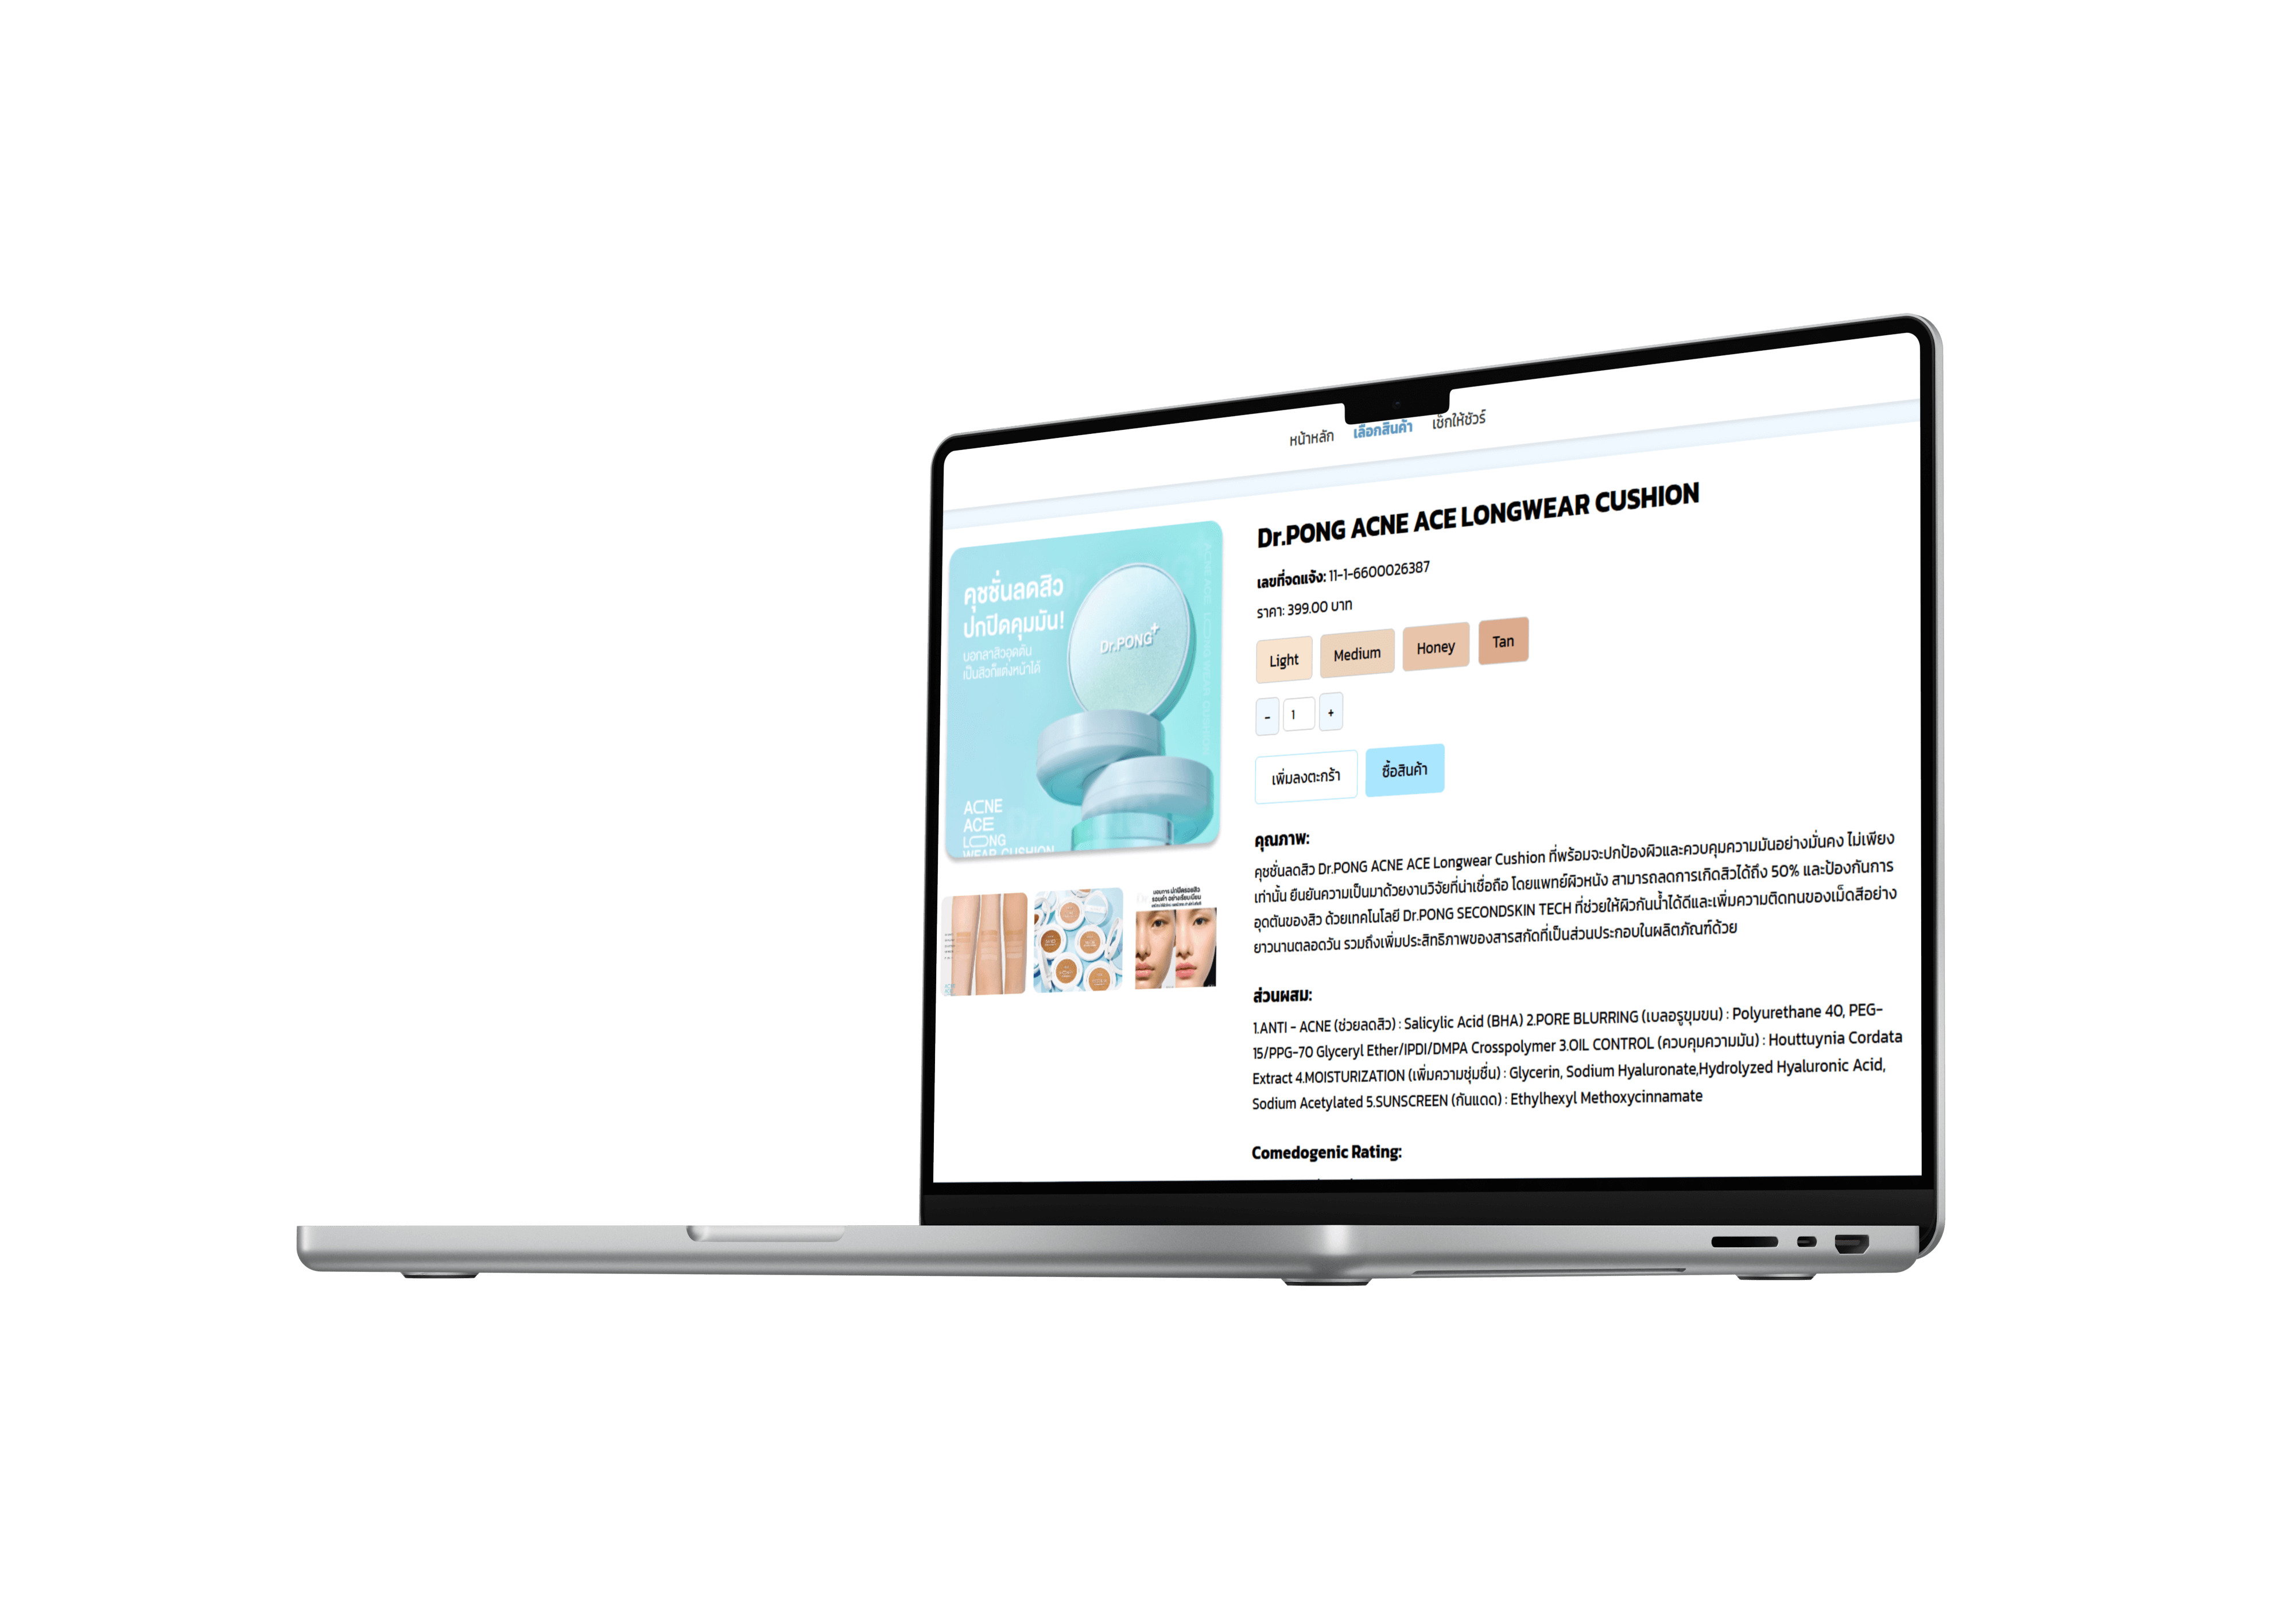 หน้าหลัก เลือกสินค้า เช็กให้ชัวร์
คุชชั่นลดสิว
ปกปิดคุมมัน!
บอกลาสิวอุดตัน
เป็นสิวก็แต่งหน้าได้
Dr.PONG+
ACNE
ACE
LONG
WEAR CUSHION
Dr.PONG ACNE ACE LONGWEAR CUSHION
เลขที่จดแจ้ง: 11-1-6600026387
ราคา: 399.00 บาท
Light Medium Honey Tan
- 1 +
เพิ่มลงตะกร้า ซื้อสินค้า
คุณภาพ:
คุชชั่นลดสิว Dr.PONG ACNE ACE Longwear Cushion ที่พร้อมจะปกป้องผิวและควบคุมความมันอย่างมั่นคง ไม่เพียง
เท่านั้น ยืนยันความเป็นมาด้วยงานวิจัยที่น่าเชื่อถือ โดยแพทย์ผิวหนัง สามารถลดการเกิดสิวได้ถึง 50% และป้องกันการ
อุดตันของสิว ด้วยเทคโนโลยี Dr.PONG SECONDSKIN TECH ที่ช่วยให้ผิวกันน้ำได้ดีและเพิ่มความติดทนของเม็ดสีอย่าง
ยาวนานตลอดวัน รวมถึงเพิ่มประสิทธิภาพของสารสกัดที่เป็นส่วนประกอบในผลิตภัณฑ์ด้วย
ส่วนผสม:
1.ANTI - ACNE (ช่วยลดสิว) : Salicylic Acid (BHA) 2.PORE BLURRING (เบลอรูขุมขน) : Polyurethane 40, PEG-
15/PPG-70 Glyceryl Ether/IPDI/DMPA Crosspolymer 3.OIL CONTROL (ควบคุมความมัน) : Houttuynia Cordata
Extract 4.MOISTURIZATION (เพิ่มความชุ่มชื่น) : Glycerin, Sodium Hyaluronate,Hydrolyzed Hyaluronic Acid,
Sodium Acetylated 5.SUNSCREEN (กันแดด) : Ethylhexyl Methoxycinnamate
Comedogenic Rating: